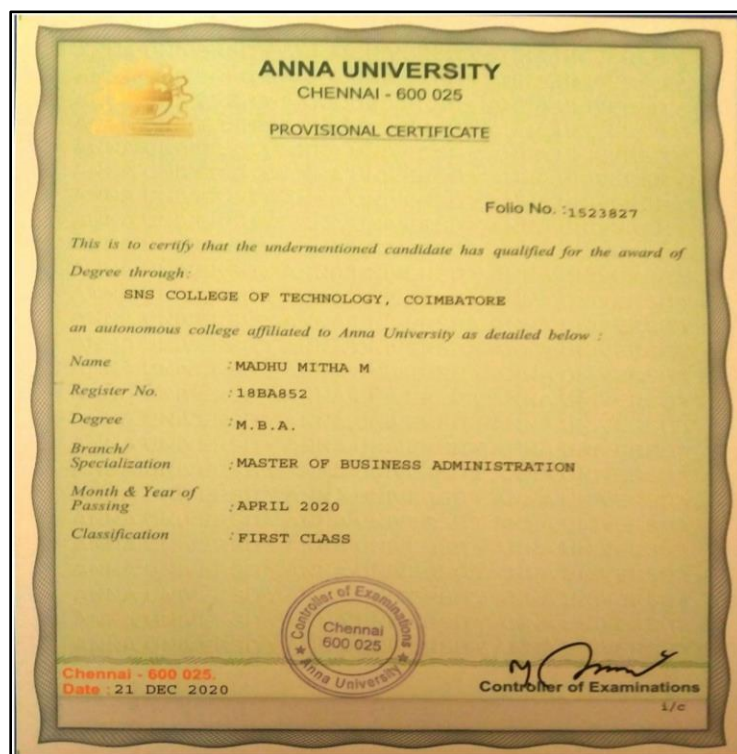 ANNA UNIVERSITY
CHENNAI - 600 025
PROVISIONAL CERTIFICATE
Folio No. :1523827
This is to certify that the undermentioned candidate has qualified for the award of
Degree through:
SNS COLLEGE OF TECHNOLOGY, COIMBATORE
an autonomous college affiliated to Anna University as detailed below :
Name : MADHU MITHA M
Register No. : 18BA852
Degree : M.B.A.
Branch/
Specialization : MASTER OF BUSINESS ADMINISTRATION
Month & Year of
Passing : APRIL 2020
Classification : FIRST CLASS
Controller of Examinations
Chennai
600 025
Anna University
Chennai - 600 025.
Date : 21 DEC 2020
Controller of Examinations
i/c